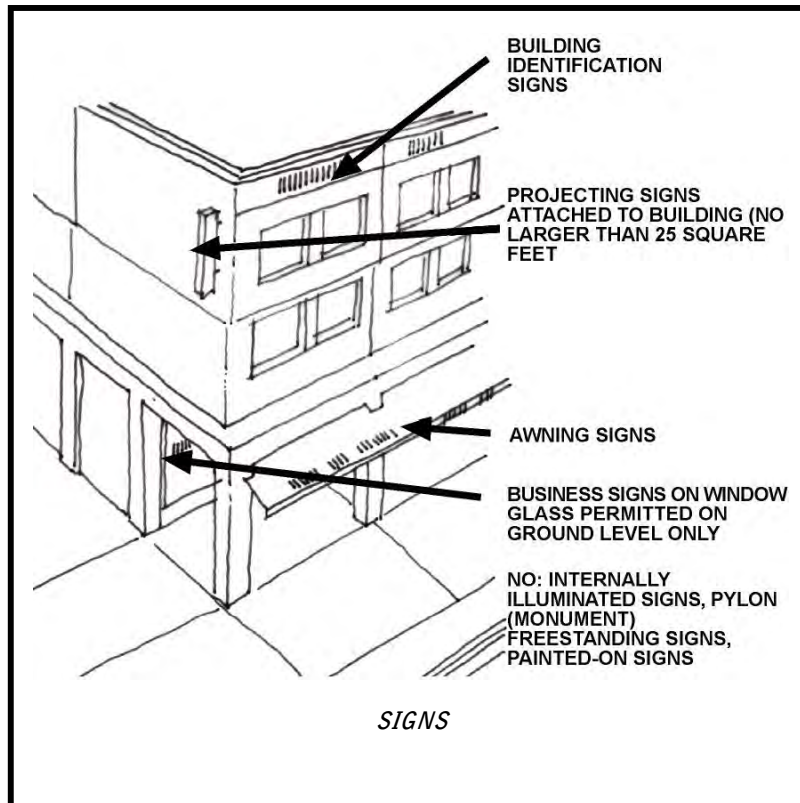 BUILDING
IDENTIFICATION
SIGNS
PROJECTING SIGNS
ATTACHED TO BUILDING (NO
LARGER THAN 25 SQUARE
FEET
AWNING SIGNS
BUSINESS SIGNS ON WINDOW
GLASS PERMITTED ON
GROUND LEVEL ONLY
NO: INTERNALLY
ILLUMINATED SIGNS, PYLON
(MONUMENT)
FREESTANDING SIGNS,
PAINTED-ON SIGNS
SIGNS